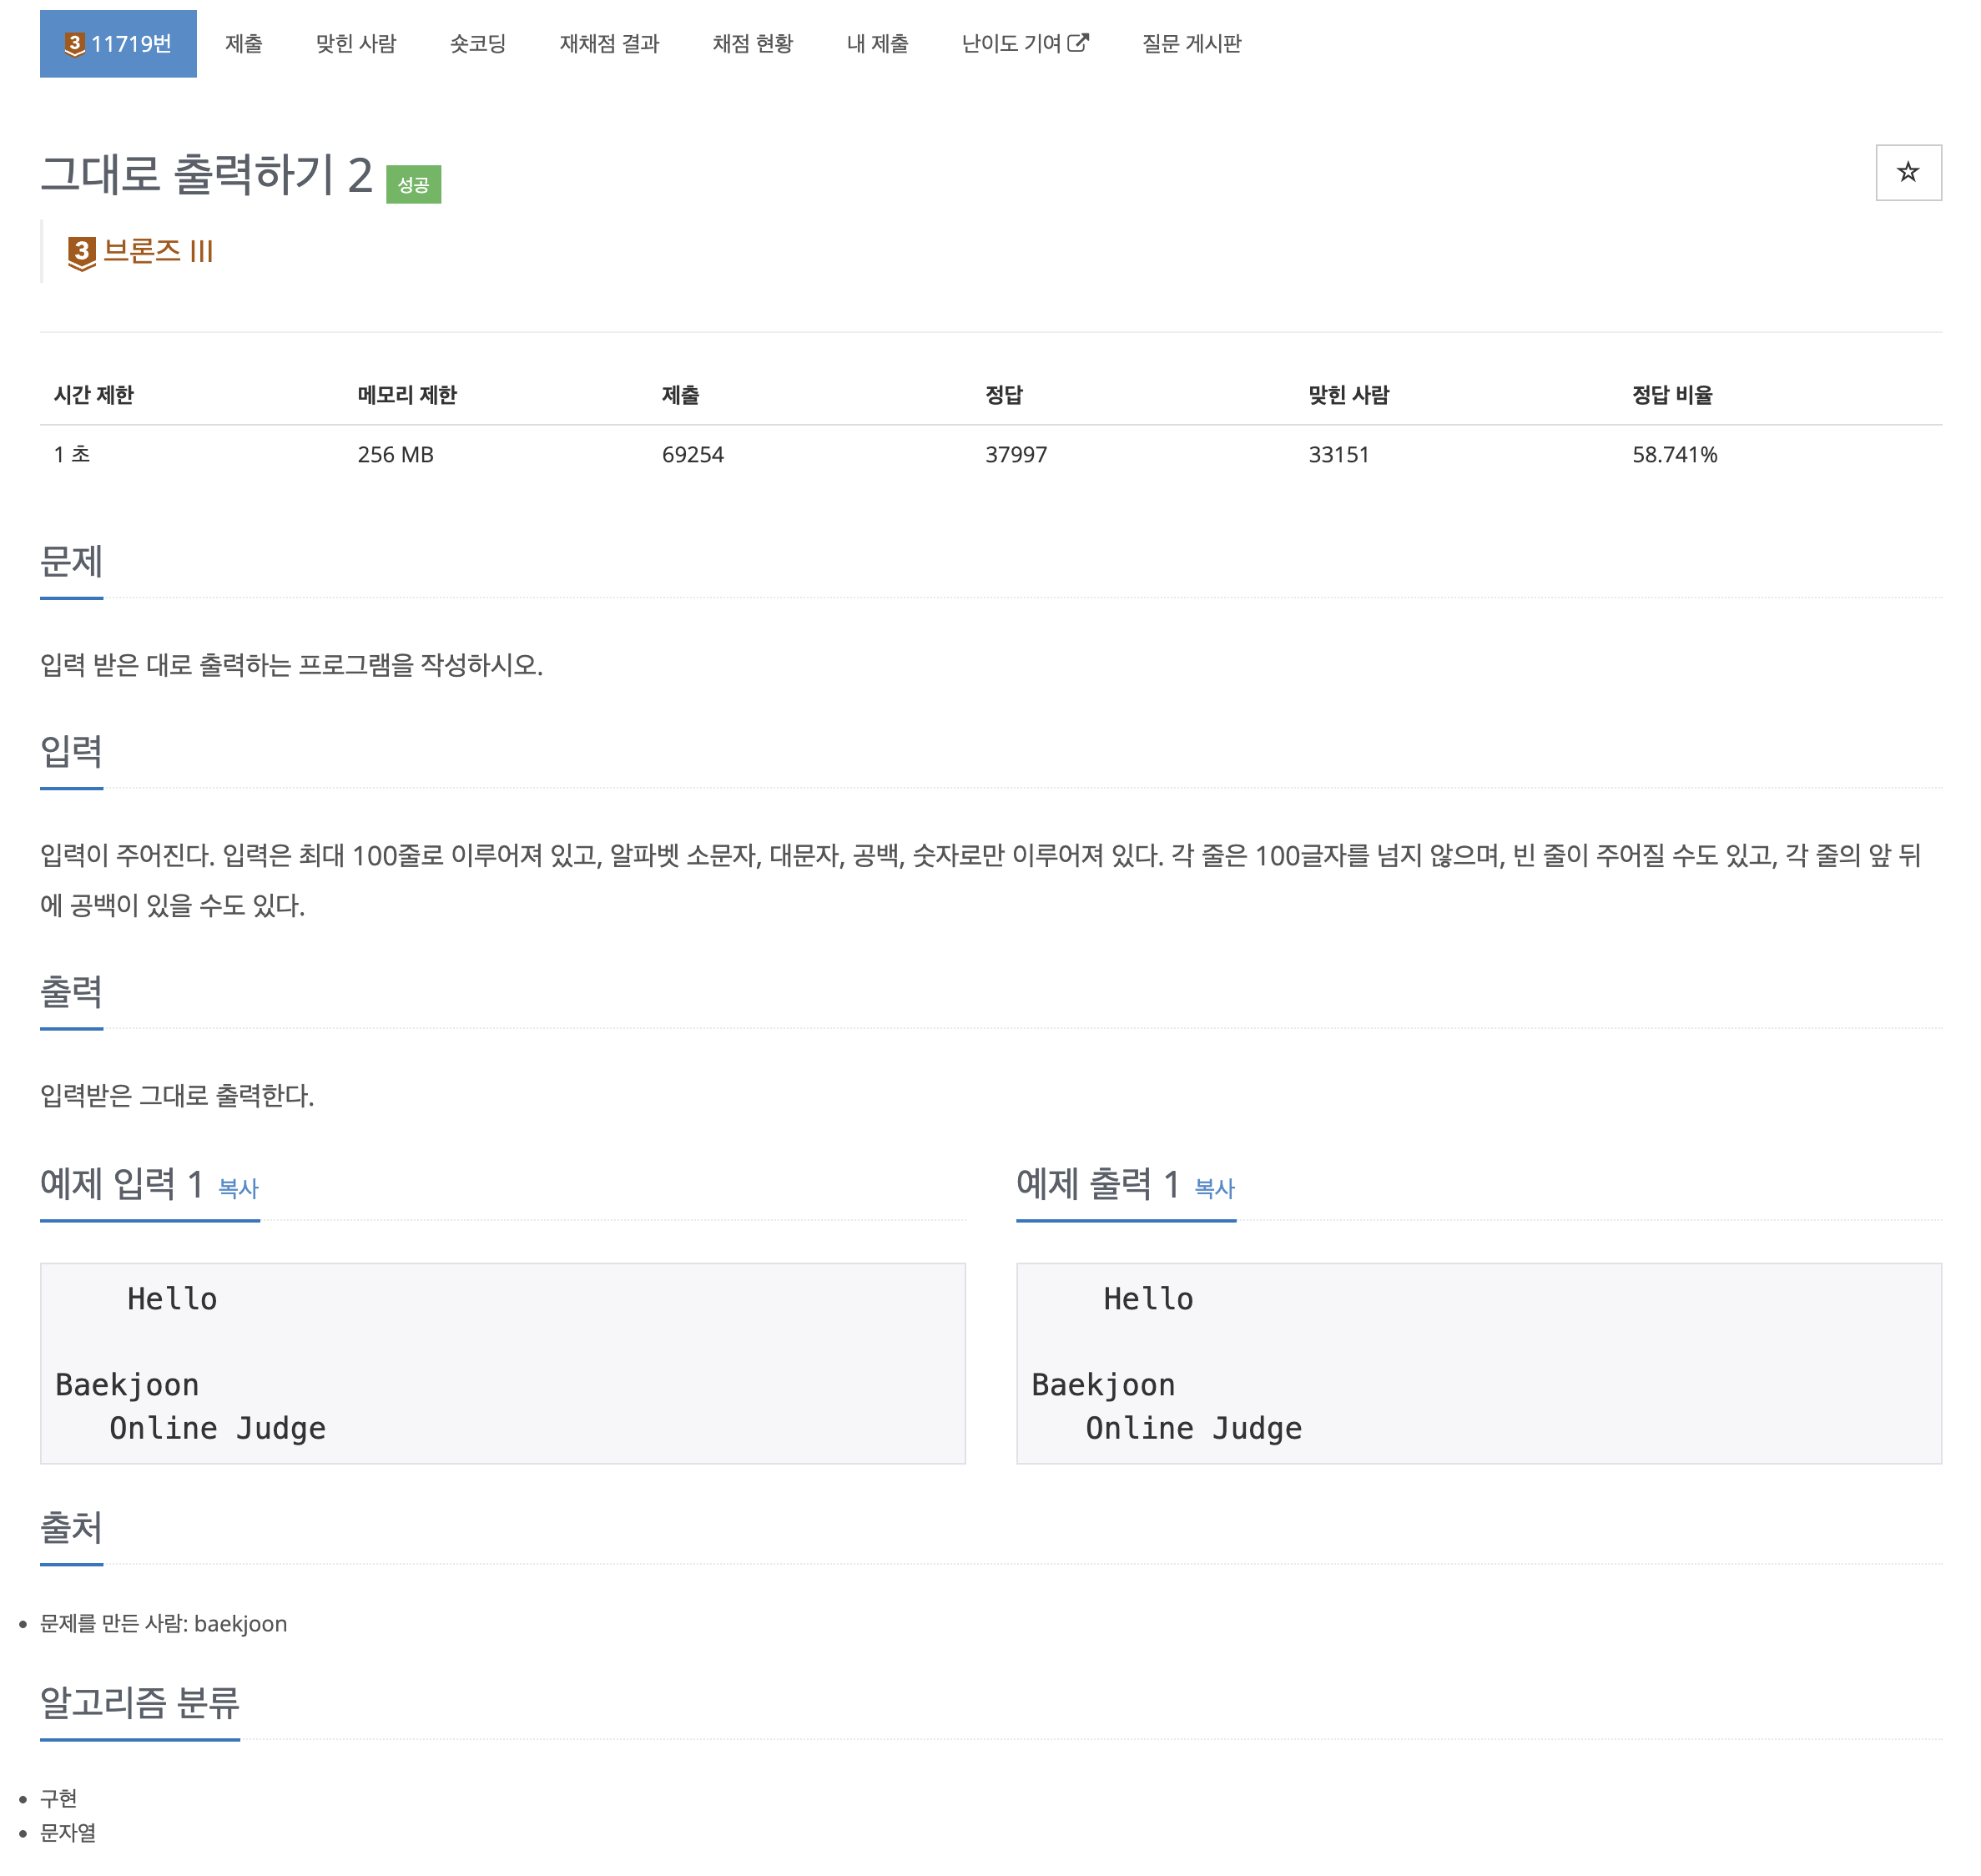 3 11719번 제출 맞힌 사람 숏코딩 재채점 결과 채점 현황 내 제출 난이도 기여 질문 게시판
그대로 출력하기 2 성공
3 브론즈 III
시간 제한 메모리 제한 제출 정답 맞힌 사람 정답 비율
1 초 256 MB 69254 37997 33151 58.741%
문제
입력 받은 대로 출력하는 프로그램을 작성하시오.
입력
입력이 주어진다. 입력은 최대 100줄로 이루어져 있고, 알파벳 소문자, 대문자, 공백, 숫자로만 이루어져 있다. 각 줄은 100글자를 넘지 않으며, 빈 줄이 주어질 수도 있고, 각 줄의 앞 뒤
에 공백이 있을 수도 있다.
출력
입력받은 그대로 출력한다.
예제 입력 1 복사
    Hello

Baekjoon
   Online Judge
예제 출력 1 복사
    Hello

Baekjoon
   Online Judge
출처
문제를 만든 사람: baekjoon
알고리즘 분류
구현
문자열